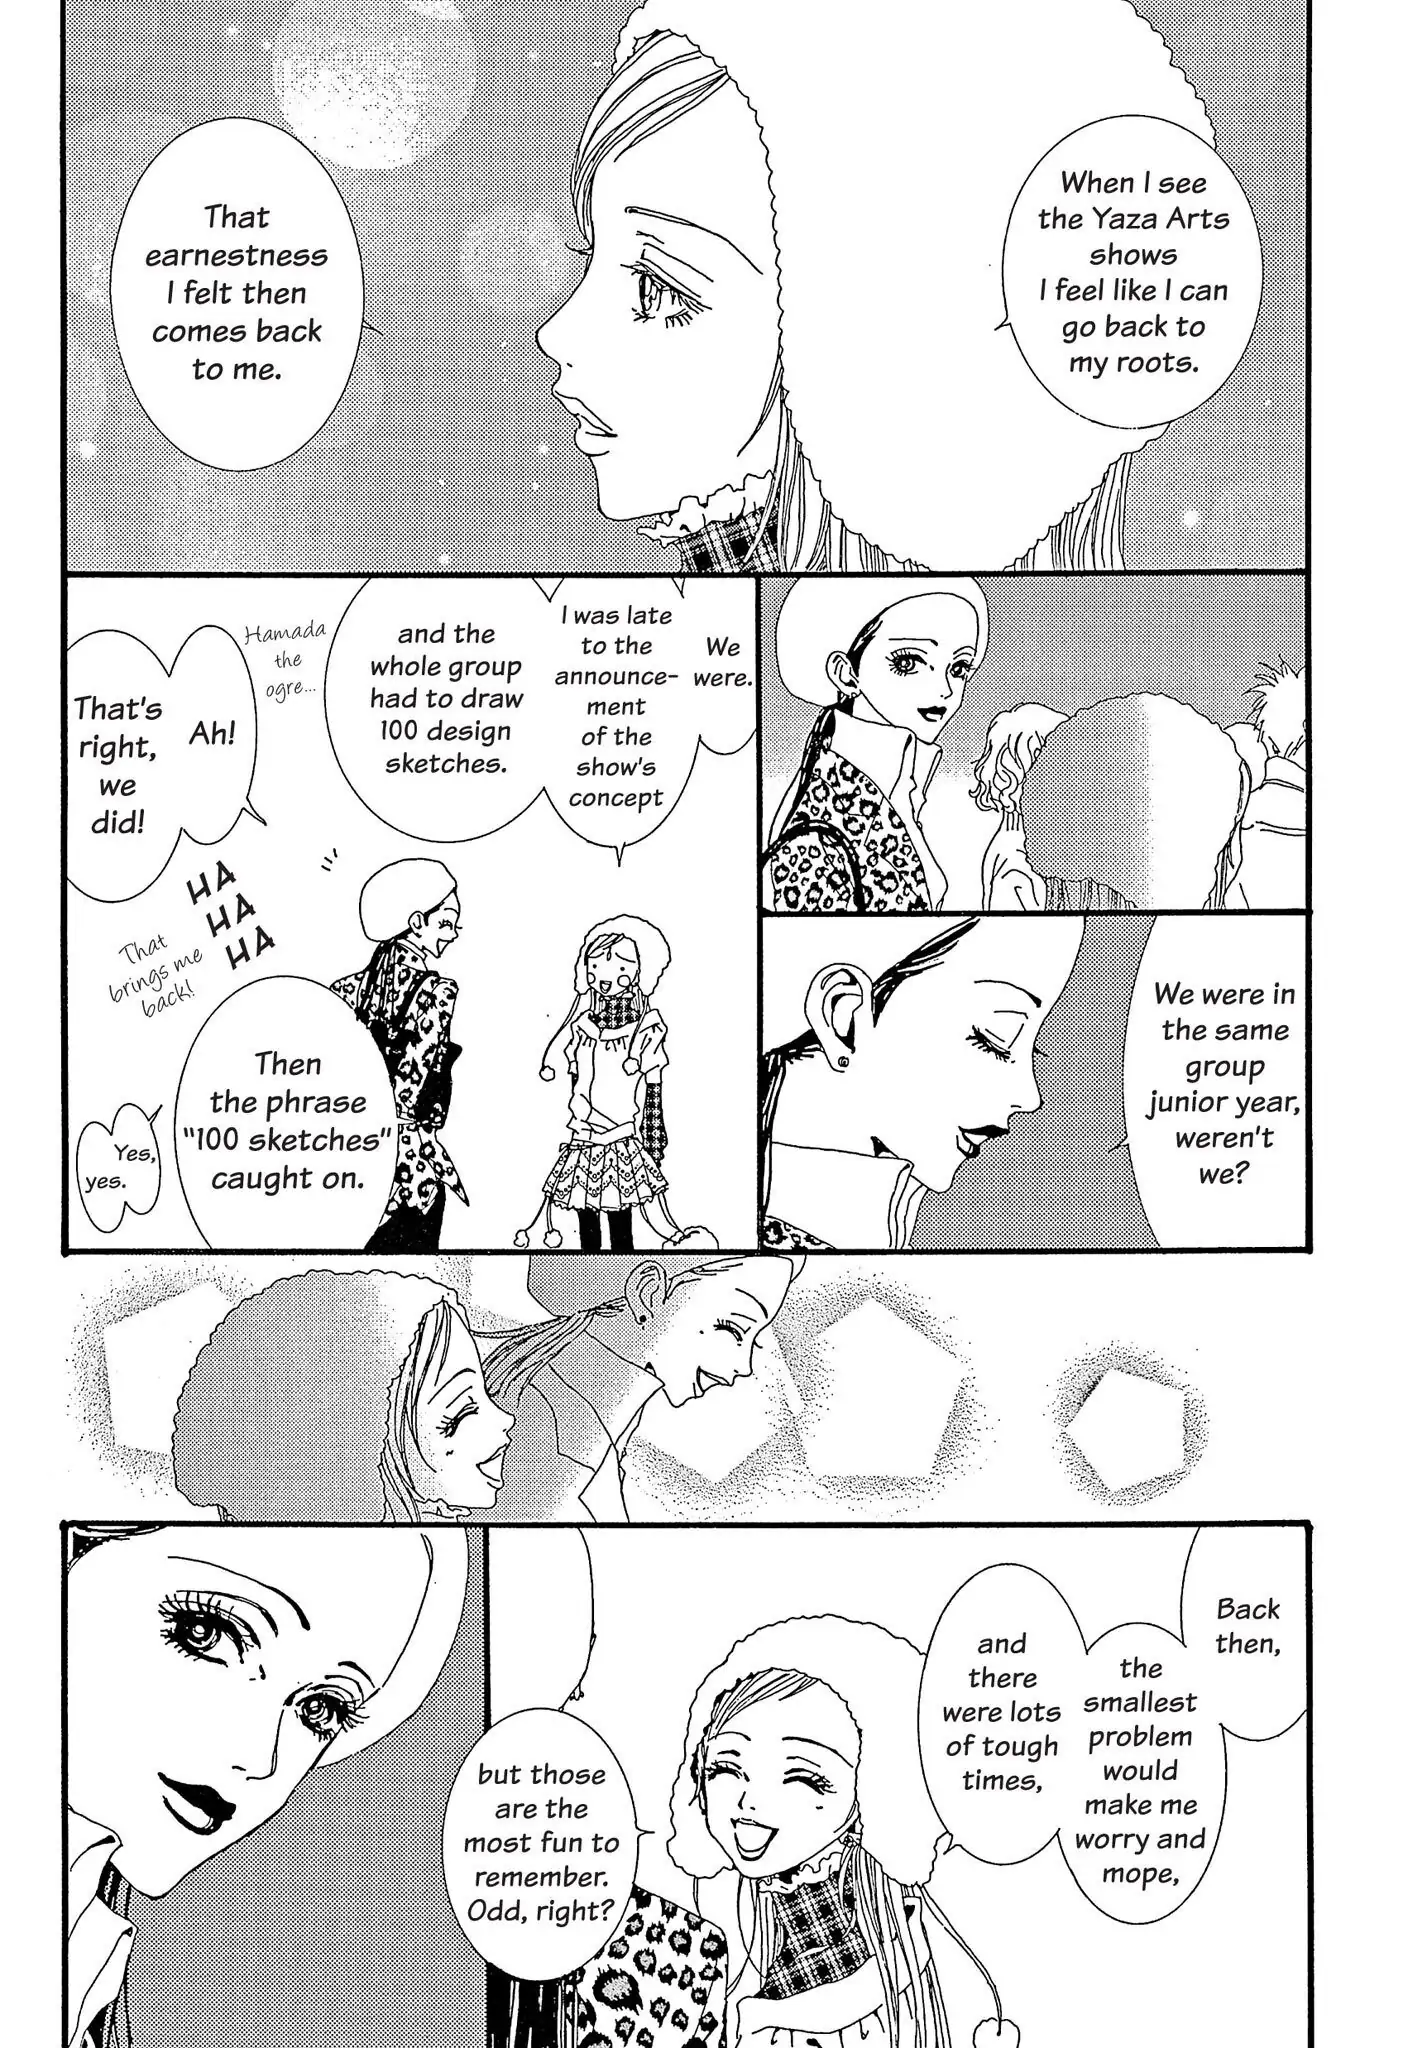 When I see
the Yaza Arts
shows
I feel like I can
go back to
my roots.
That
earnestness
I felt then
comes back
to me.
We were in
the same
group
junior year,
weren't
we?
We
were.
I was late
to the
announce-
ment
of the
show's
concept
and the
whole group
had to draw
100 design
sketches.
Hamada
the
ogre...
Ah!
That's
right,
we
did!
HA
HA
HA
That
brings me
back!
Then
the phrase
"100 sketches"
caught on.
Yes,
yes.
Back
then,
the
smallest
problem
would
make me
worry and
mope,
and
there
were lots
of tough
times,
but those
are the
most fun to
remember.
Odd, right?